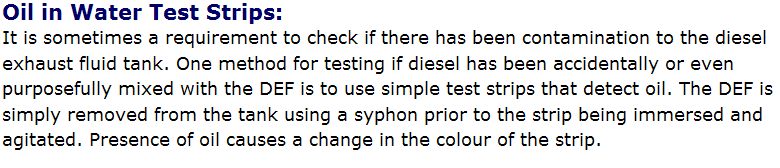 Oil in Water Test Strips:
It is sometimes a requirement to check if there has been contamination to the diesel
exhaust fluid tank. One method for testing if diesel has been accidentally or even
purposefully mixed with the DEF is to use simple test strips that detect oil. The DEF is
simply removed from the tank using a syphon prior to the strip being immersed and
agitated. Presence of oil causes a change in the colour of the strip.